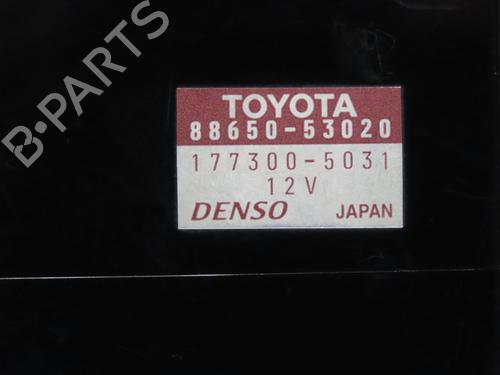 B-PARTS
TOYOTA
88650-53020
177300-5031
12V
DENSO JAPAN